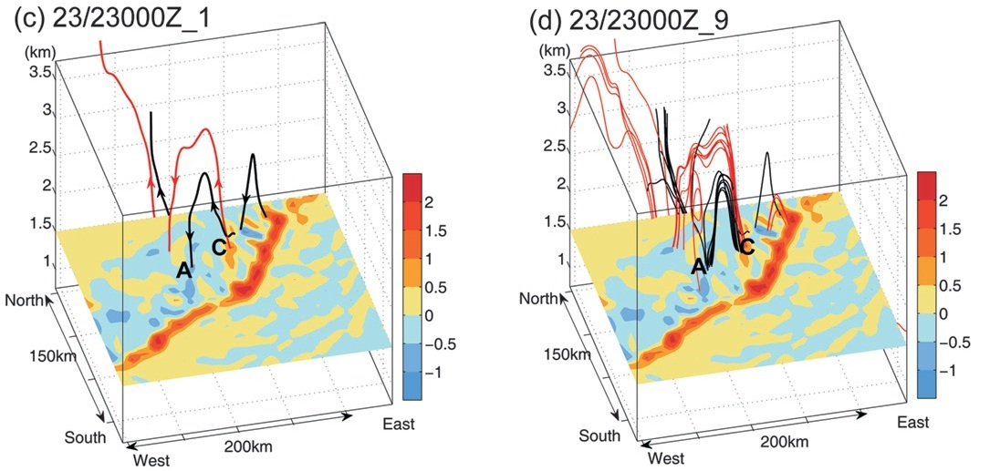 (c) 23/23000Z_1
(km)
3.5
3
2.5
2
1.5
1
North
150km
South
West
200km
East
A
C
2
1.5
1
0.5
0
−0.5
−1
(d) 23/23000Z_9
(km)
3.5
3
2.5
2
1.5
1
North
150km
South
West
200km
East
A
C
2
1.5
1
0.5
0
−0.5
−1